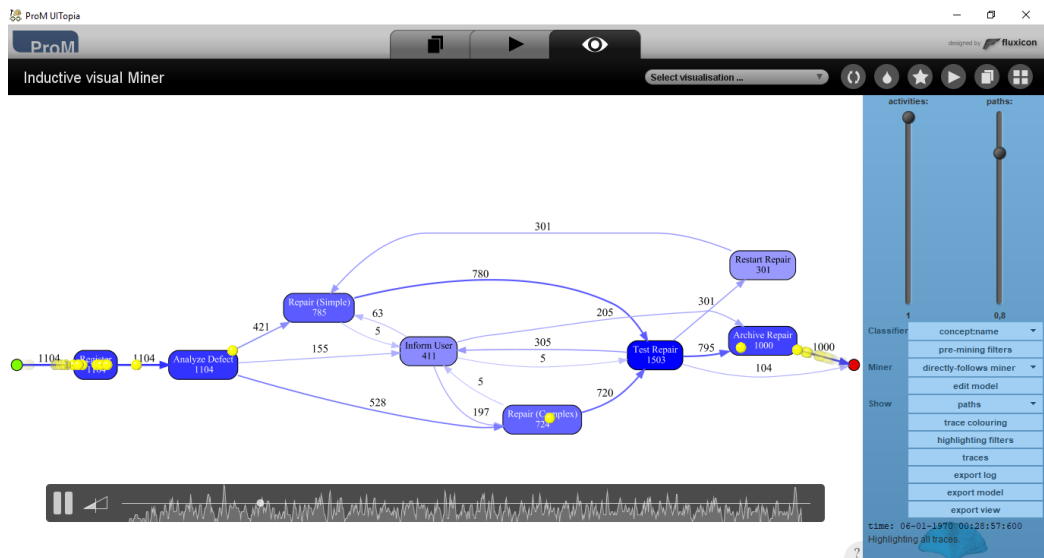 ProM UITopia
ProM
designed by fluxicon
Inductive visual Miner
Select visualisation ...
activities:
paths:
301
Restart Repair
301
780
Repair (Simple)
785
301
63
205
5
421
Archive Repair
1000
Inform User
411
305
795
1000
1104
Register
1104
1104
Analyze Defect
1104
155
5
Test Repair
1503
104
5
528
197
720
Repair (Complex)
724
1
0,8
Classifier
concept:name
pre-mining filters
Miner
directly-follows miner
edit model
Show
paths
trace colouring
highlighting filters
traces
export log
export model
export view
time: 06-01-1970 00:28:57:600
Highlighting all traces.
?